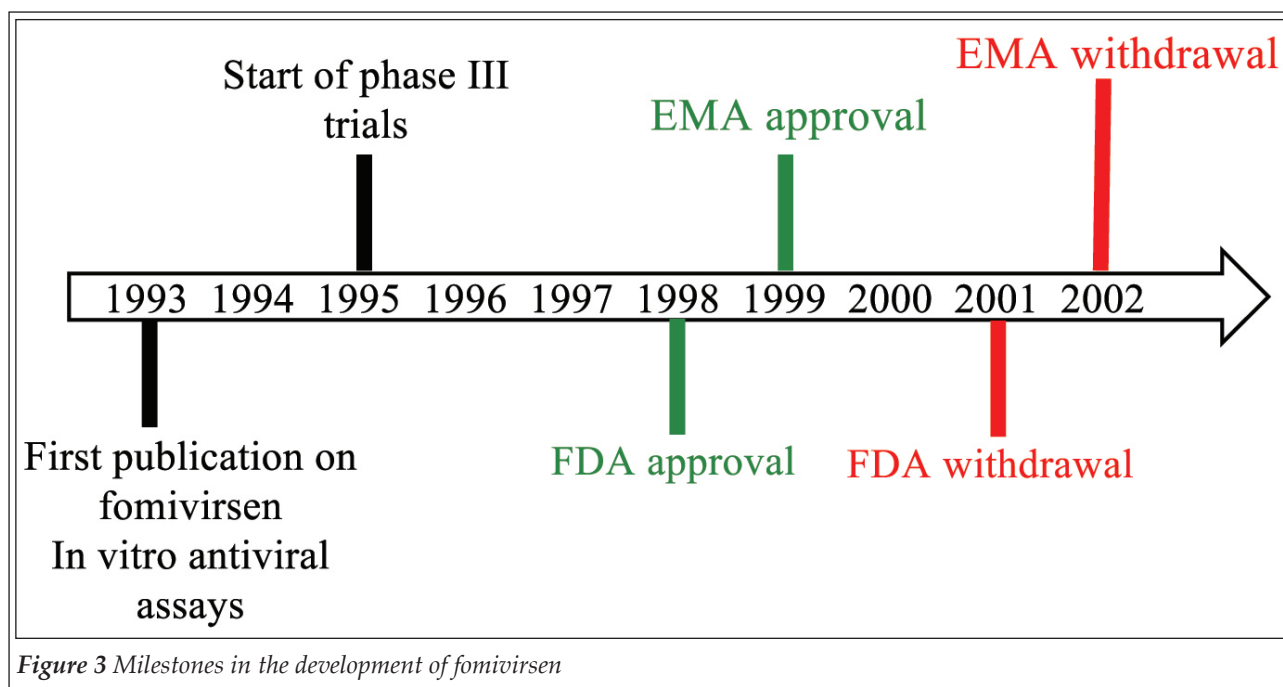 EMA withdrawal
Start of phase III
trials
EMA approval
1993 1994 1995 1996 1997 1998 1999 2000 2001 2002
First publication on
fomivirsen
In vitro antiviral
assays
FDA approval
FDA withdrawal
Figure 3 Milestones in the development of fomivirsen